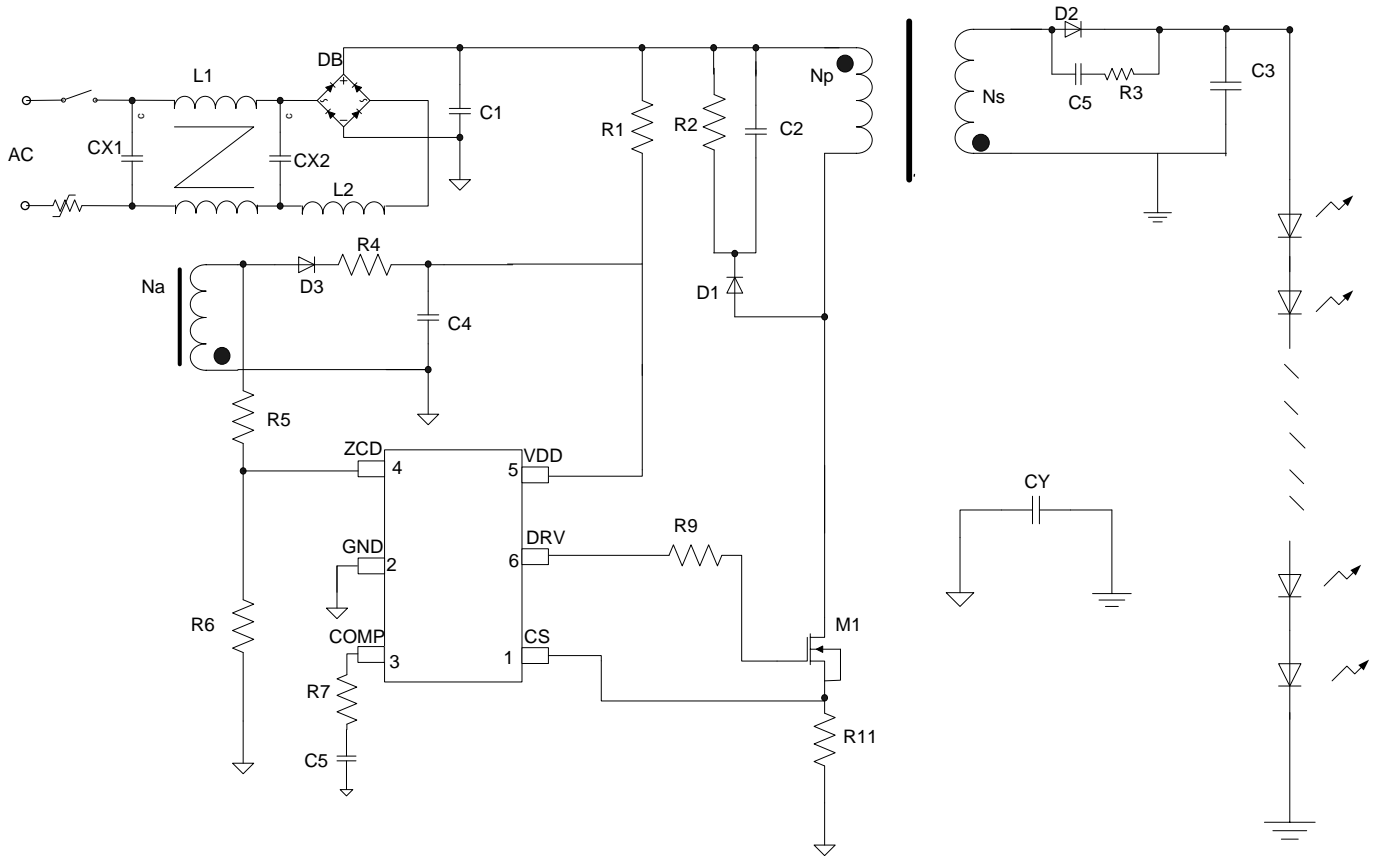 D2
DB
L1
Np
C3
Ns
C5
R3
C1
R1
R2
C2
AC
CX1
CX2
L2
R4
D3
Na
D1
C4
R5
ZCD
VDD
4
5
CY
R9
GND
DRV
2
6
R6
COMP
CS
M1
3
1
R7
R11
C5